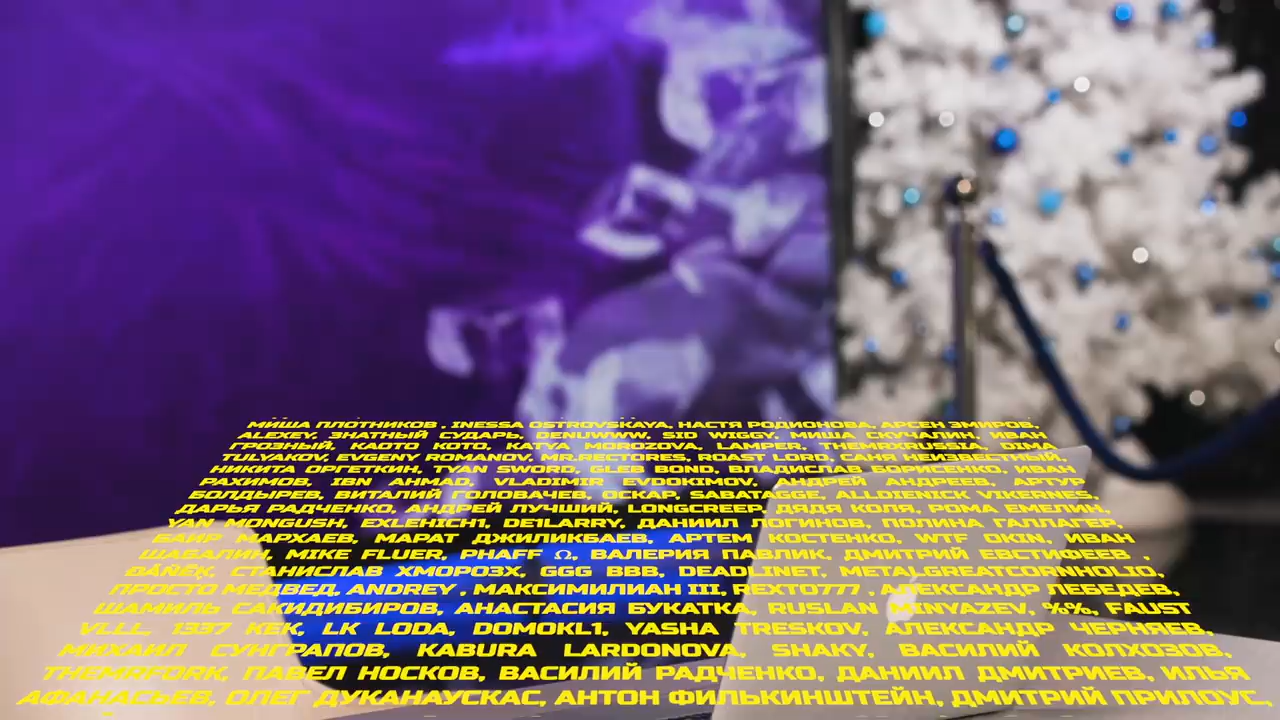 МИША ПЛОТНИКОВ , INESSA OSTROVSKAYA, НАСТЯ РОДИОНОВА, АРСЕН ЭМИРОВ,
ALEXEY, ЗНАТНЫЙ СУДАРЬ, DENUWWW, SID WIGGY, МИША СКУЧАЛИН, ИВАН
ГРОЗНЫЙ, КАОТО КОТО, КАТУА MOROZOVA, LAMPER, DIMA
TULYAKOV, EVGENY ROMANOV, MR.RECTORES, ROAST LORD, САНЯ НЕИЗВЕСТНЫЙ,
НИКИТА ОРГЕТКИН, TYAN SWORD, GLEB BOND, ВЛАДИСЛАВ БОРИСЕНКО, ИВАН
РАХИМОВ, IBN AHMAD, VLADIMIR EVDOKIMOV, АНДРЕЙ АНДРЕЕВ, АРТУР
БОЛДЫРЕВ, ВИТАЛИЙ ГОЛОВАЧЕВ, ОСКАР, SABATAGGE, ALLDIENICK VIKERNES,
ДАРЬЯ РАДЧЕНКО, АНДРЕЙ ЛУЧШИЙ, LONGCREEP, ДЯДЯ КОЛЯ, РОМА ЕМЕЛИН,
YAN MONGUSH, EXLEHICH1, DE1LARRY, ДАНИИЛ ЛОГИНОВ, ПОЛИНА ГАЛЛАГЕР,
БАИР МАРХАЕВ, МАРАТ ДЖИЛИКБАЕВ, АРТЕМ КОСТЕНКО, WTF OKIN, ИВАН
ШАБАЛИН, MIKE FLUER, PHAFF Ω, ВАЛЕРИЯ ПАВЛИК, ДМИТРИЙ ЕВСТИФЕЕВ ,
СТАНИСЛАВ ХМОРОЗХ, GGG BBB, DEADLINET, METALGREATCORNHOLIO,
ПРОСТО МЕДВЕД, ANDREY , МАКСИМИЛИАН III, REXTO777 , АЛЕКСАНДР ЛЕБЕДЕВ,
ШАМИЛЬ САКИДИБИРОВ, АНАСТАСИЯ БУКАТКА, RUSLAN MINYAZEV, %%, FAUST
VLLL, 1337 KEK, LK LODA, DOMOKL1, YASHA TRESKOV, АЛЕКСАНДР ЧЕРНЯЕВ,
МИХАИЛ СУНГРАПОВ, KABURA LARDONOVA, SHAKY, ВАСИЛИЙ КОЛХОЗОВ,
THEMRFORK, ПАВЕЛ НОСКОВ, ВАСИЛИЙ РАДЧЕНКО, ДАНИИЛ ДМИТРИЕВ, ИЛЬЯ
АФАНАСЬЕВ, ОЛЕГ ДУКАНАУСКАС, АНТОН ФИЛЬКИНШТЕЙН, ДМИТРИЙ ПРИЛОУС,